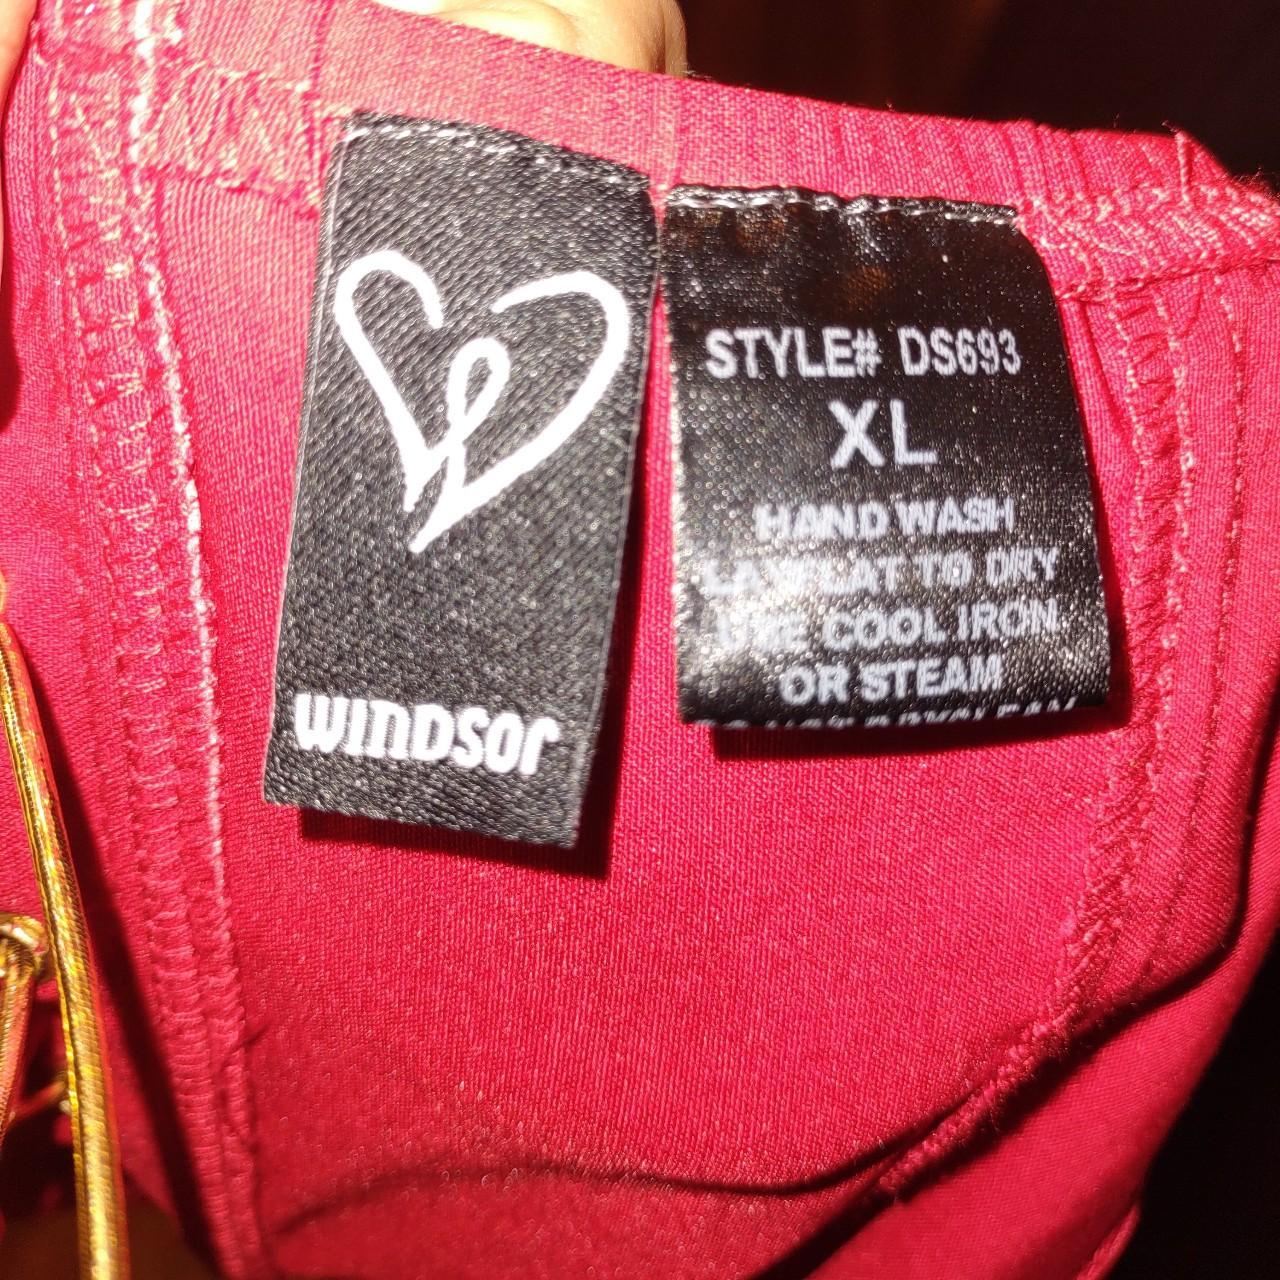 WINDSOR
STYLE# DS693
XL
HAND WASH
LAY FLAT TO DRY
USE COOL IRON
OR STEAM